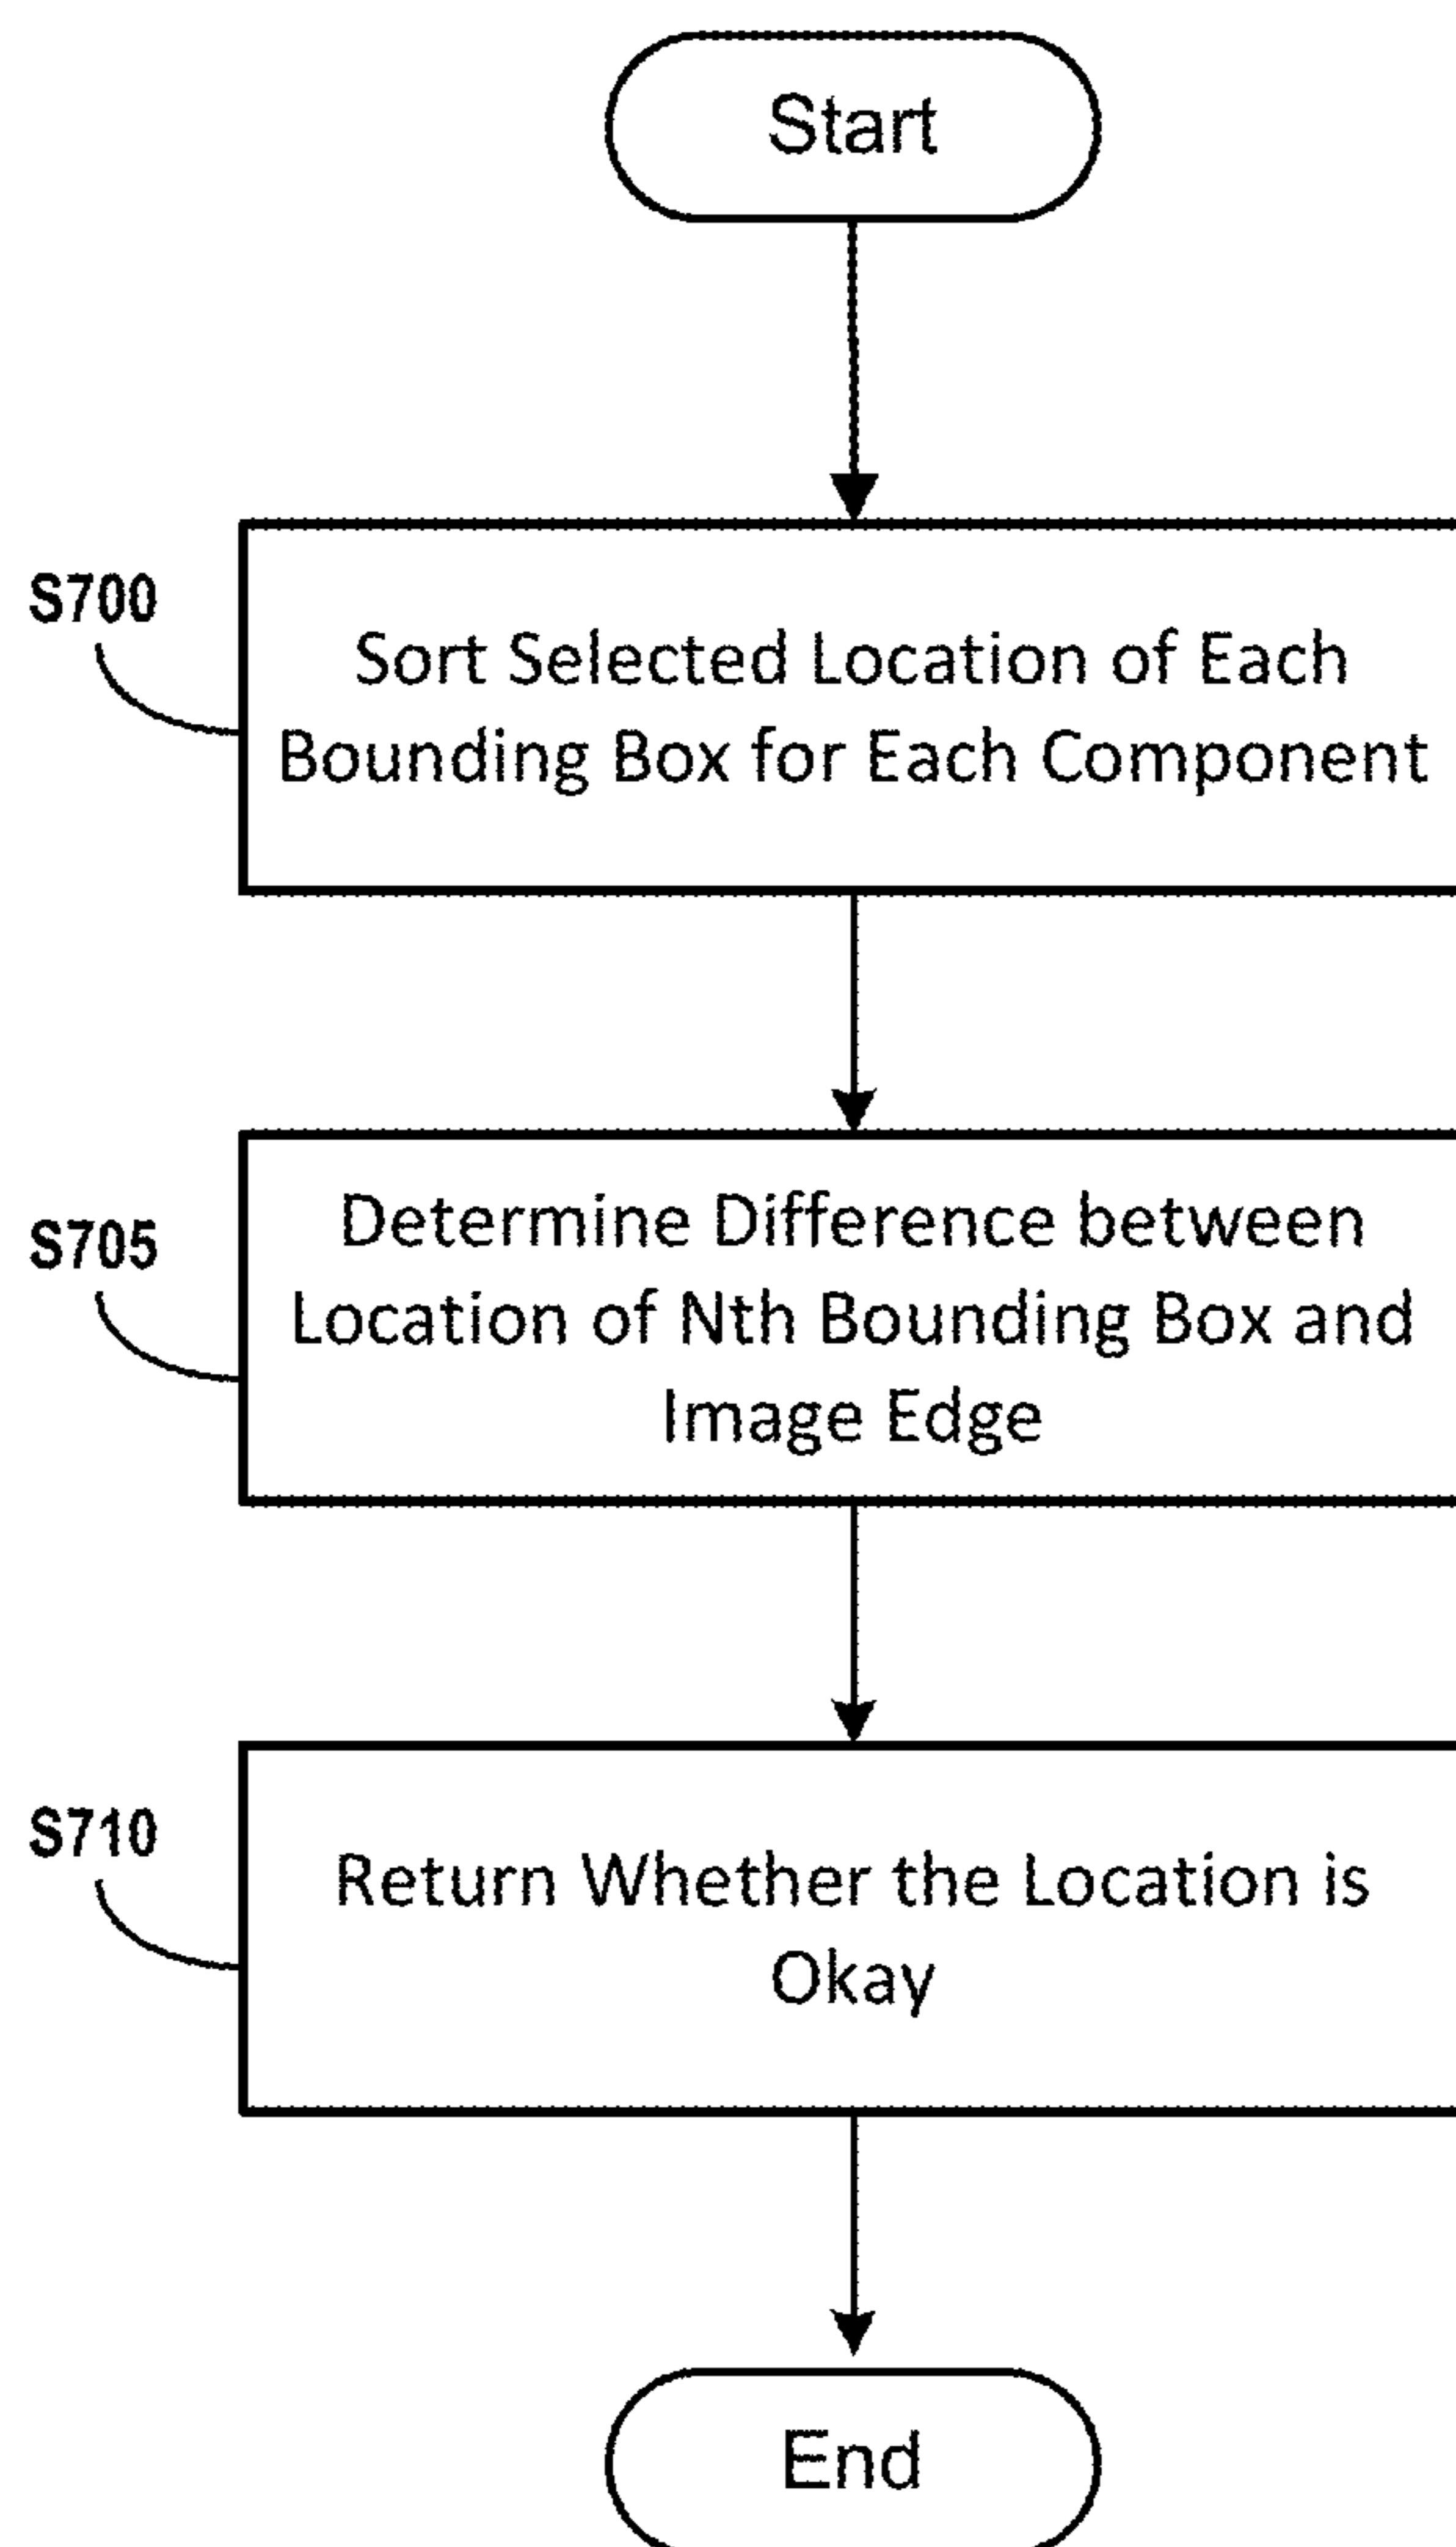 Start
S700
Sort Selected Location of Each
Bounding Box for Each Component
S705
Determine Difference between
Location of Nth Bounding Box and
Image Edge
S710
Return Whether the Location is
Okay
End